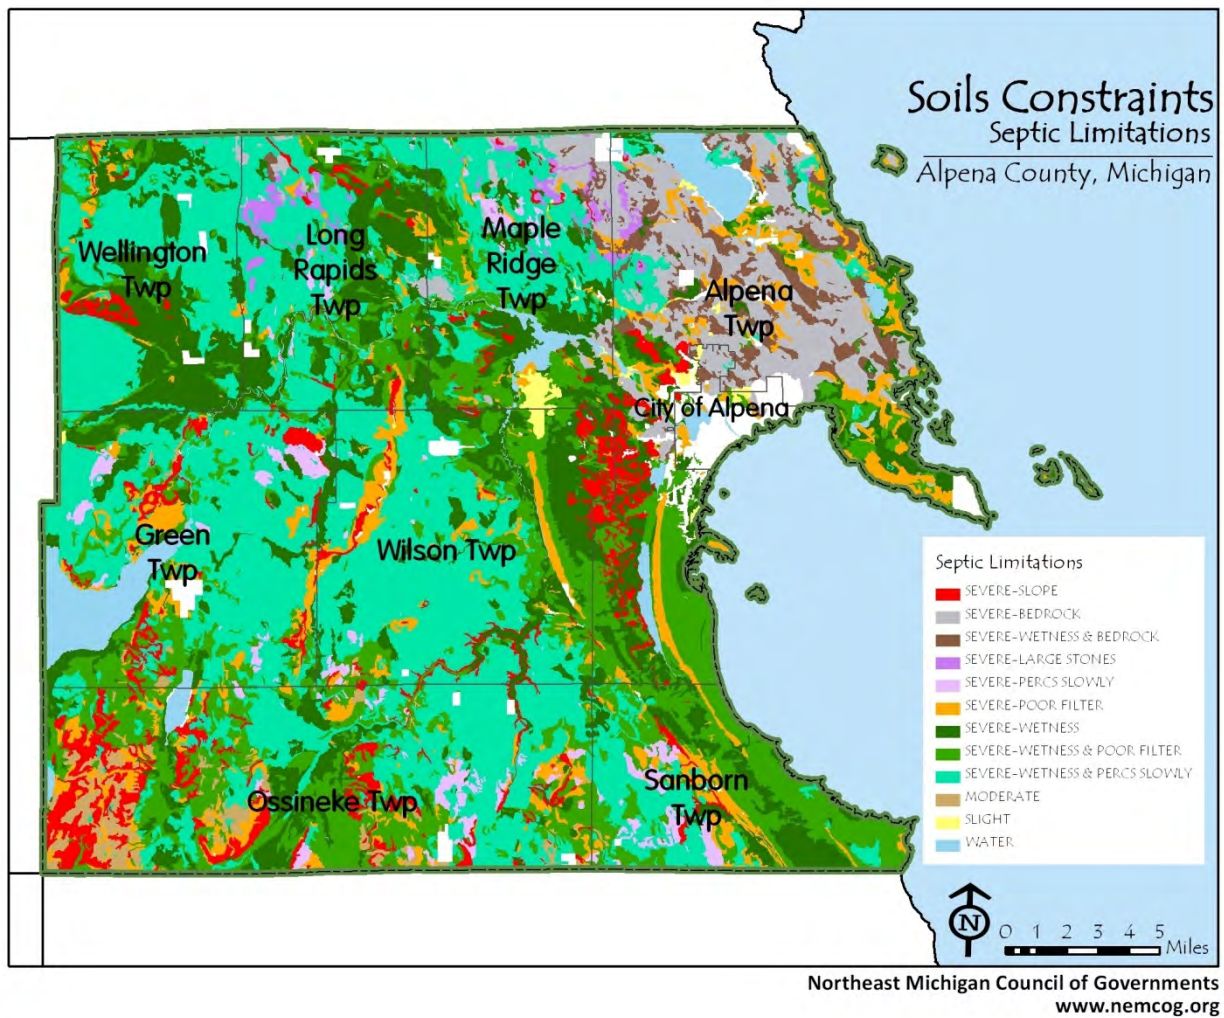 Soils Constraints
Septic Limitations
Alpena County, Michigan
Wellington
Twp
Long
Rapids
Twp
Maple
Ridge
Twp
Alpena
Twp
City of Alpena
Green
Twp
Wilson Twp
Ossineke Twp
Sanborn
Twp
Septic Limitations
SEVERE-SLOPE
SEVERE-BEDROCK
SEVERE-WETNESS & BEDROCK
SEVERE-LARGE STONES
SEVERE-PERCS SLOWLY
SEVERE-POOR FILTER
SEVERE-WETNESS
SEVERE-WETNESS & POOR FILTER
SEVERE-WETNESS & PERCS SLOWLY
MODERATE
SLIGHT
WATER
N
0 1 2 3 4 5
Miles
Northeast Michigan Council of Governments
www.nemcog.org